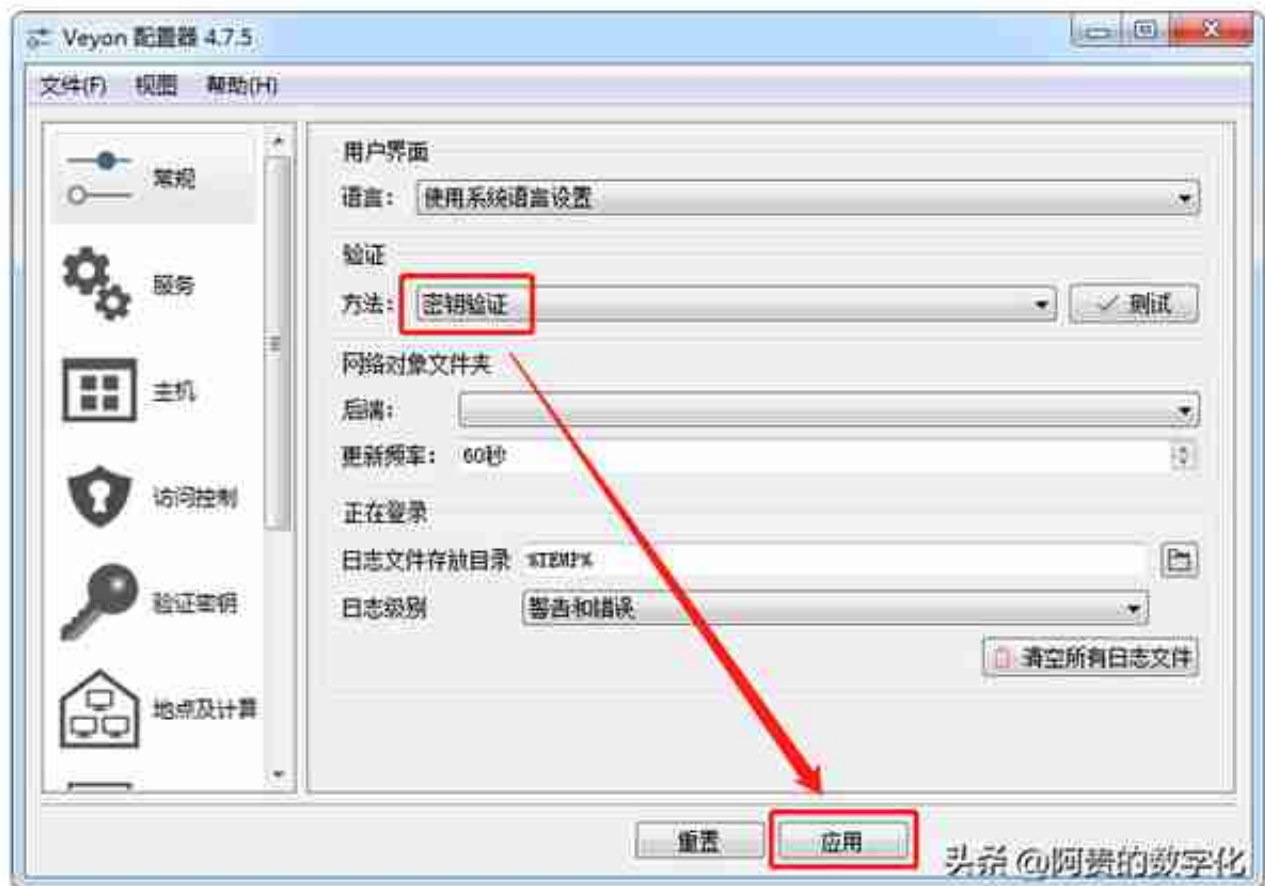 Veyon 配置器 4.7.5
文件(F) 视图 帮助(H)
常规
服务
主机
访问控制
验证密钥
地点及计算
用户界面
语言: 使用系统语言设置
验证
方法: 密钥验证 测试
网络对象文件夹
后端:
更新频率: 60秒
正在登录
日志文件存放目录 %TEMP%
日志级别 警告和错误
清空所有日志文件
重置 应用
头条 @阿贵的数字化